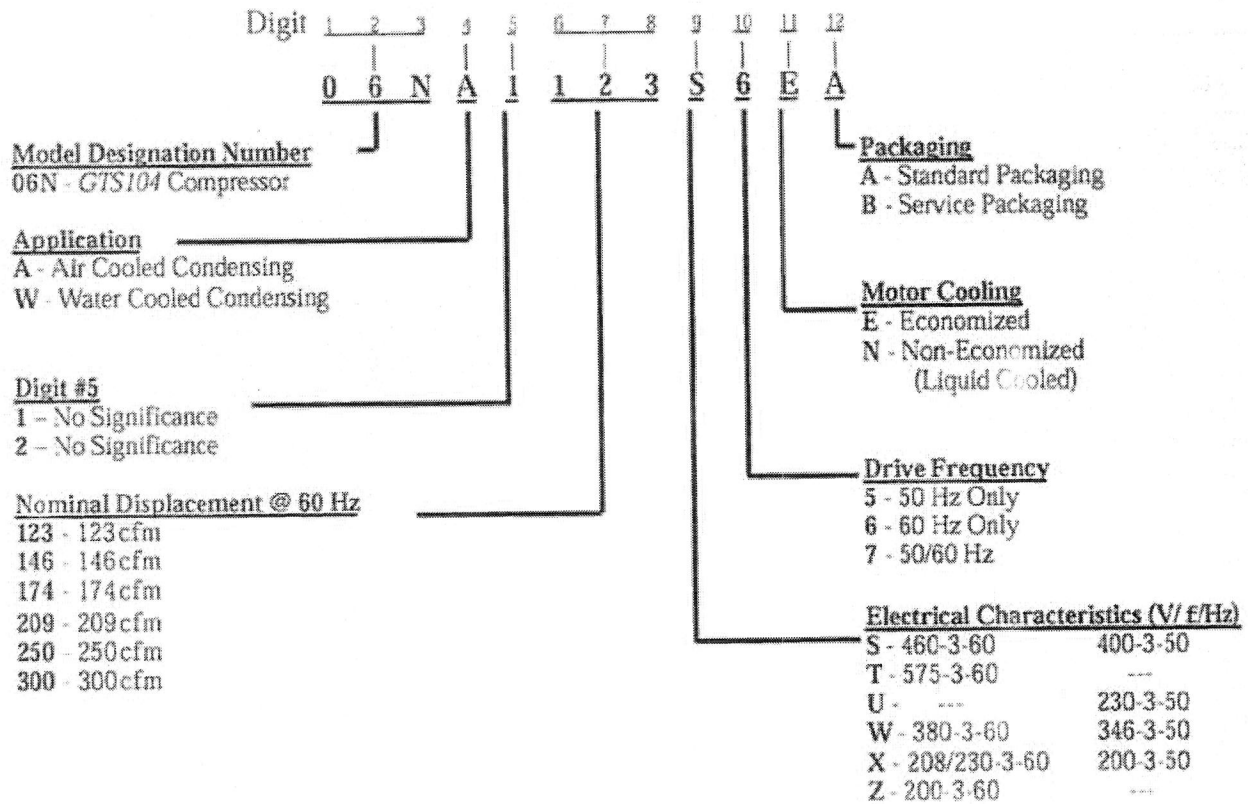 Digit 1 2 3 4 5 6 7 8 9 10 11 12
0 6 N A 1 1 2 3 S 6 E A
Model Designation Number
06N - GTS104 Compressor
Application
A - Air Cooled Condensing
W - Water Cooled Condensing
Digit #5
1 – No Significance
2 – No Significance
Nominal Displacement @ 60 Hz
123 - 123cfm
146 - 146cfm
174 - 174cfm
209 - 209cfm
250 - 250cfm
300 - 300cfm
Packaging
A - Standard Packaging
B - Service Packaging
Motor Cooling
E - Economized
N - Non-Economized
(Liquid Cooled)
Drive Frequency
5 - 50 Hz Only
6 - 60 Hz Only
7 - 50/60 Hz
Electrical Characteristics (V/ f/Hz)
S - 460-3-60 400-3-50
T - 575-3-60 ---
U - --- 230-3-50
W - 380-3-60 346-3-50
X - 208/230-3-60 200-3-50
Z - 200-3-60 ---